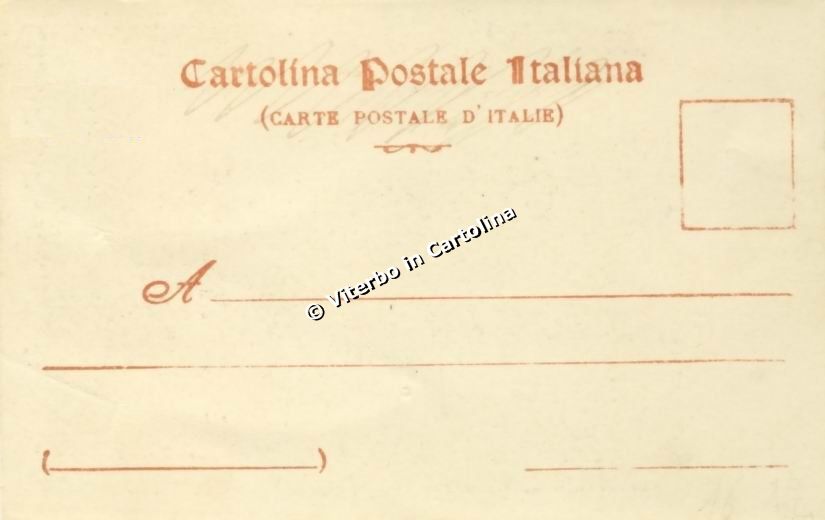 Cartolina Postale Italiana
(CARTE POSTALE D'ITALIE)
© Viterbo in Cartolina
A